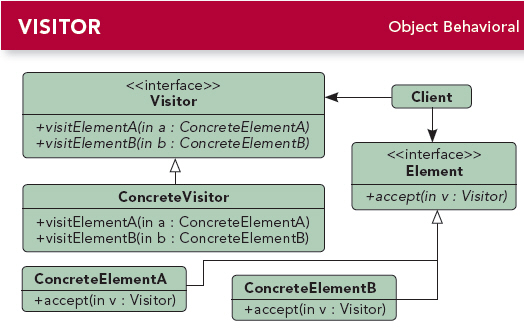 VISITOR
Object Behavioral
<<interface>>
Visitor
+visitElementA(in a : ConcreteElementA)
+visitElementB(in b : ConcreteElementB)
Client
<<interface>>
Element
+accept(in v : Visitor)
ConcreteVisitor
+visitElementA(in a : ConcreteElementA)
+visitElementB(in b : ConcreteElementB)
ConcreteElementA
+accept(in v : Visitor)
ConcreteElementB
+accept(in v : Visitor)